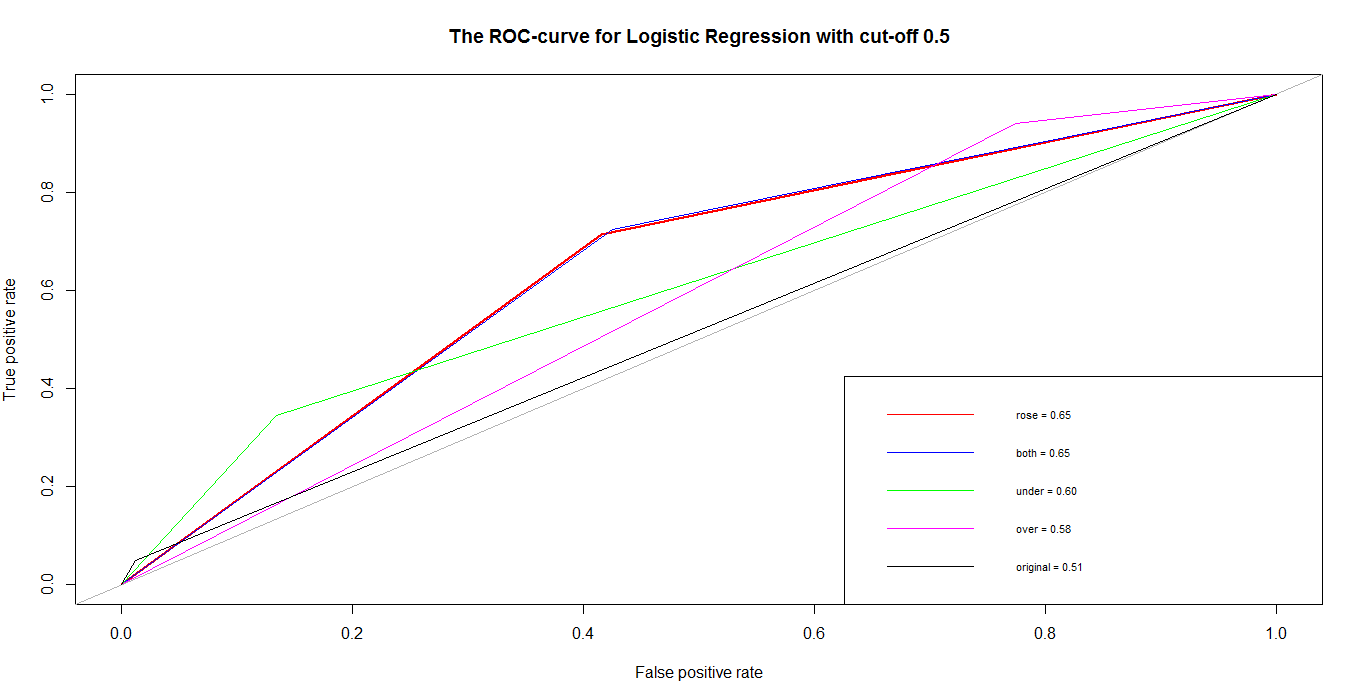 The ROC-curve for Logistic Regression with cut-off 0.5
True positive rate
1.0
0.8
0.6
0.4
0.2
0.0
rose = 0.65
both = 0.65
under = 0.60
over = 0.58
original = 0.51
0.0 0.2 0.4 0.6 0.8 1.0
False positive rate